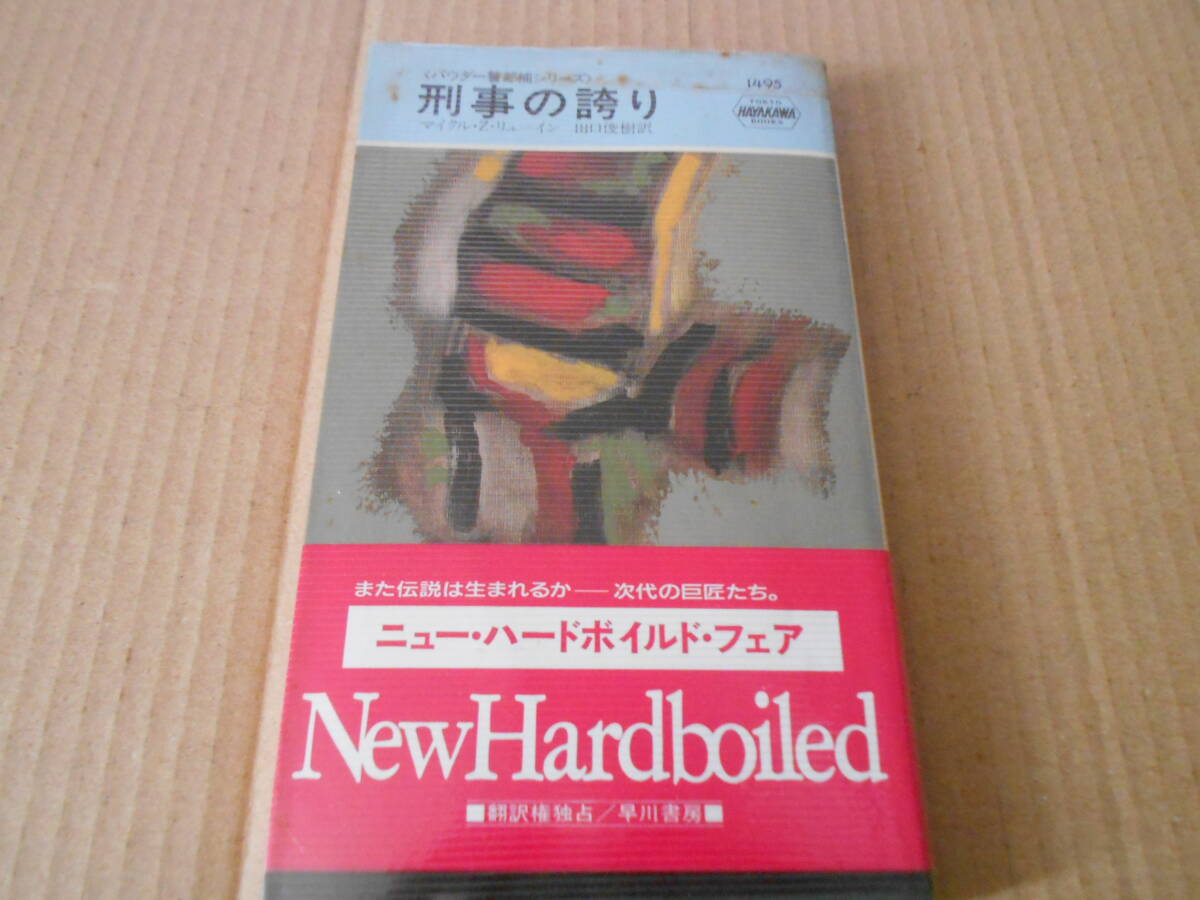 〈パウダー警部補シリーズ〉
刑事の誇り
マイクル・Z・リューイン 田口俊樹訳
1495
TOKYO
HAYAKAWA
BOOKS
また伝説は生まれるか── 次代の巨匠たち。
ニュー・ハードボイルド・フェア
NewHardboiled
■翻訳権独占／早川書房■